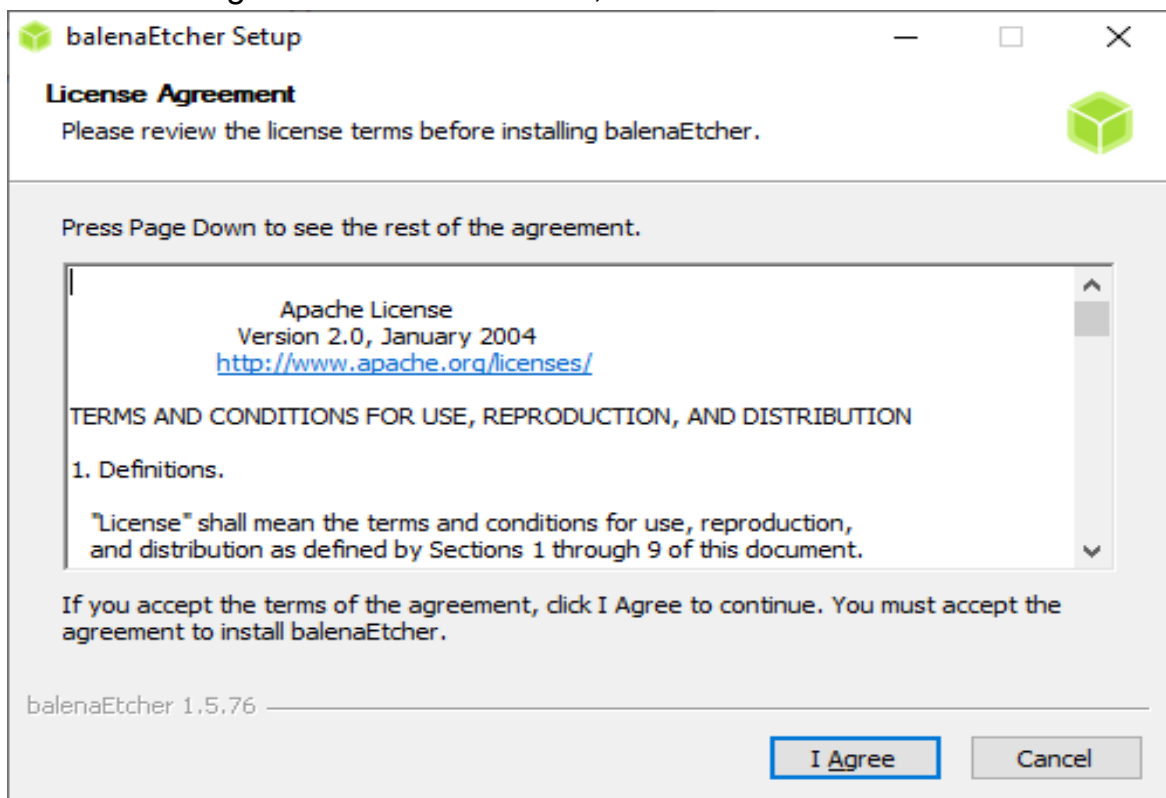 balenaEtcher Setup
License Agreement
Please review the license terms before installing balenaEtcher.
Press Page Down to see the rest of the agreement.
Apache License
Version 2.0, January 2004
http://www.apache.org/licenses/
TERMS AND CONDITIONS FOR USE, REPRODUCTION, AND DISTRIBUTION
1. Definitions.
"License" shall mean the terms and conditions for use, reproduction,
and distribution as defined by Sections 1 through 9 of this document.
If you accept the terms of the agreement, click I Agree to continue. You must accept the
agreement to install balenaEtcher.
balenaEtcher 1.5.76
I Agree
Cancel